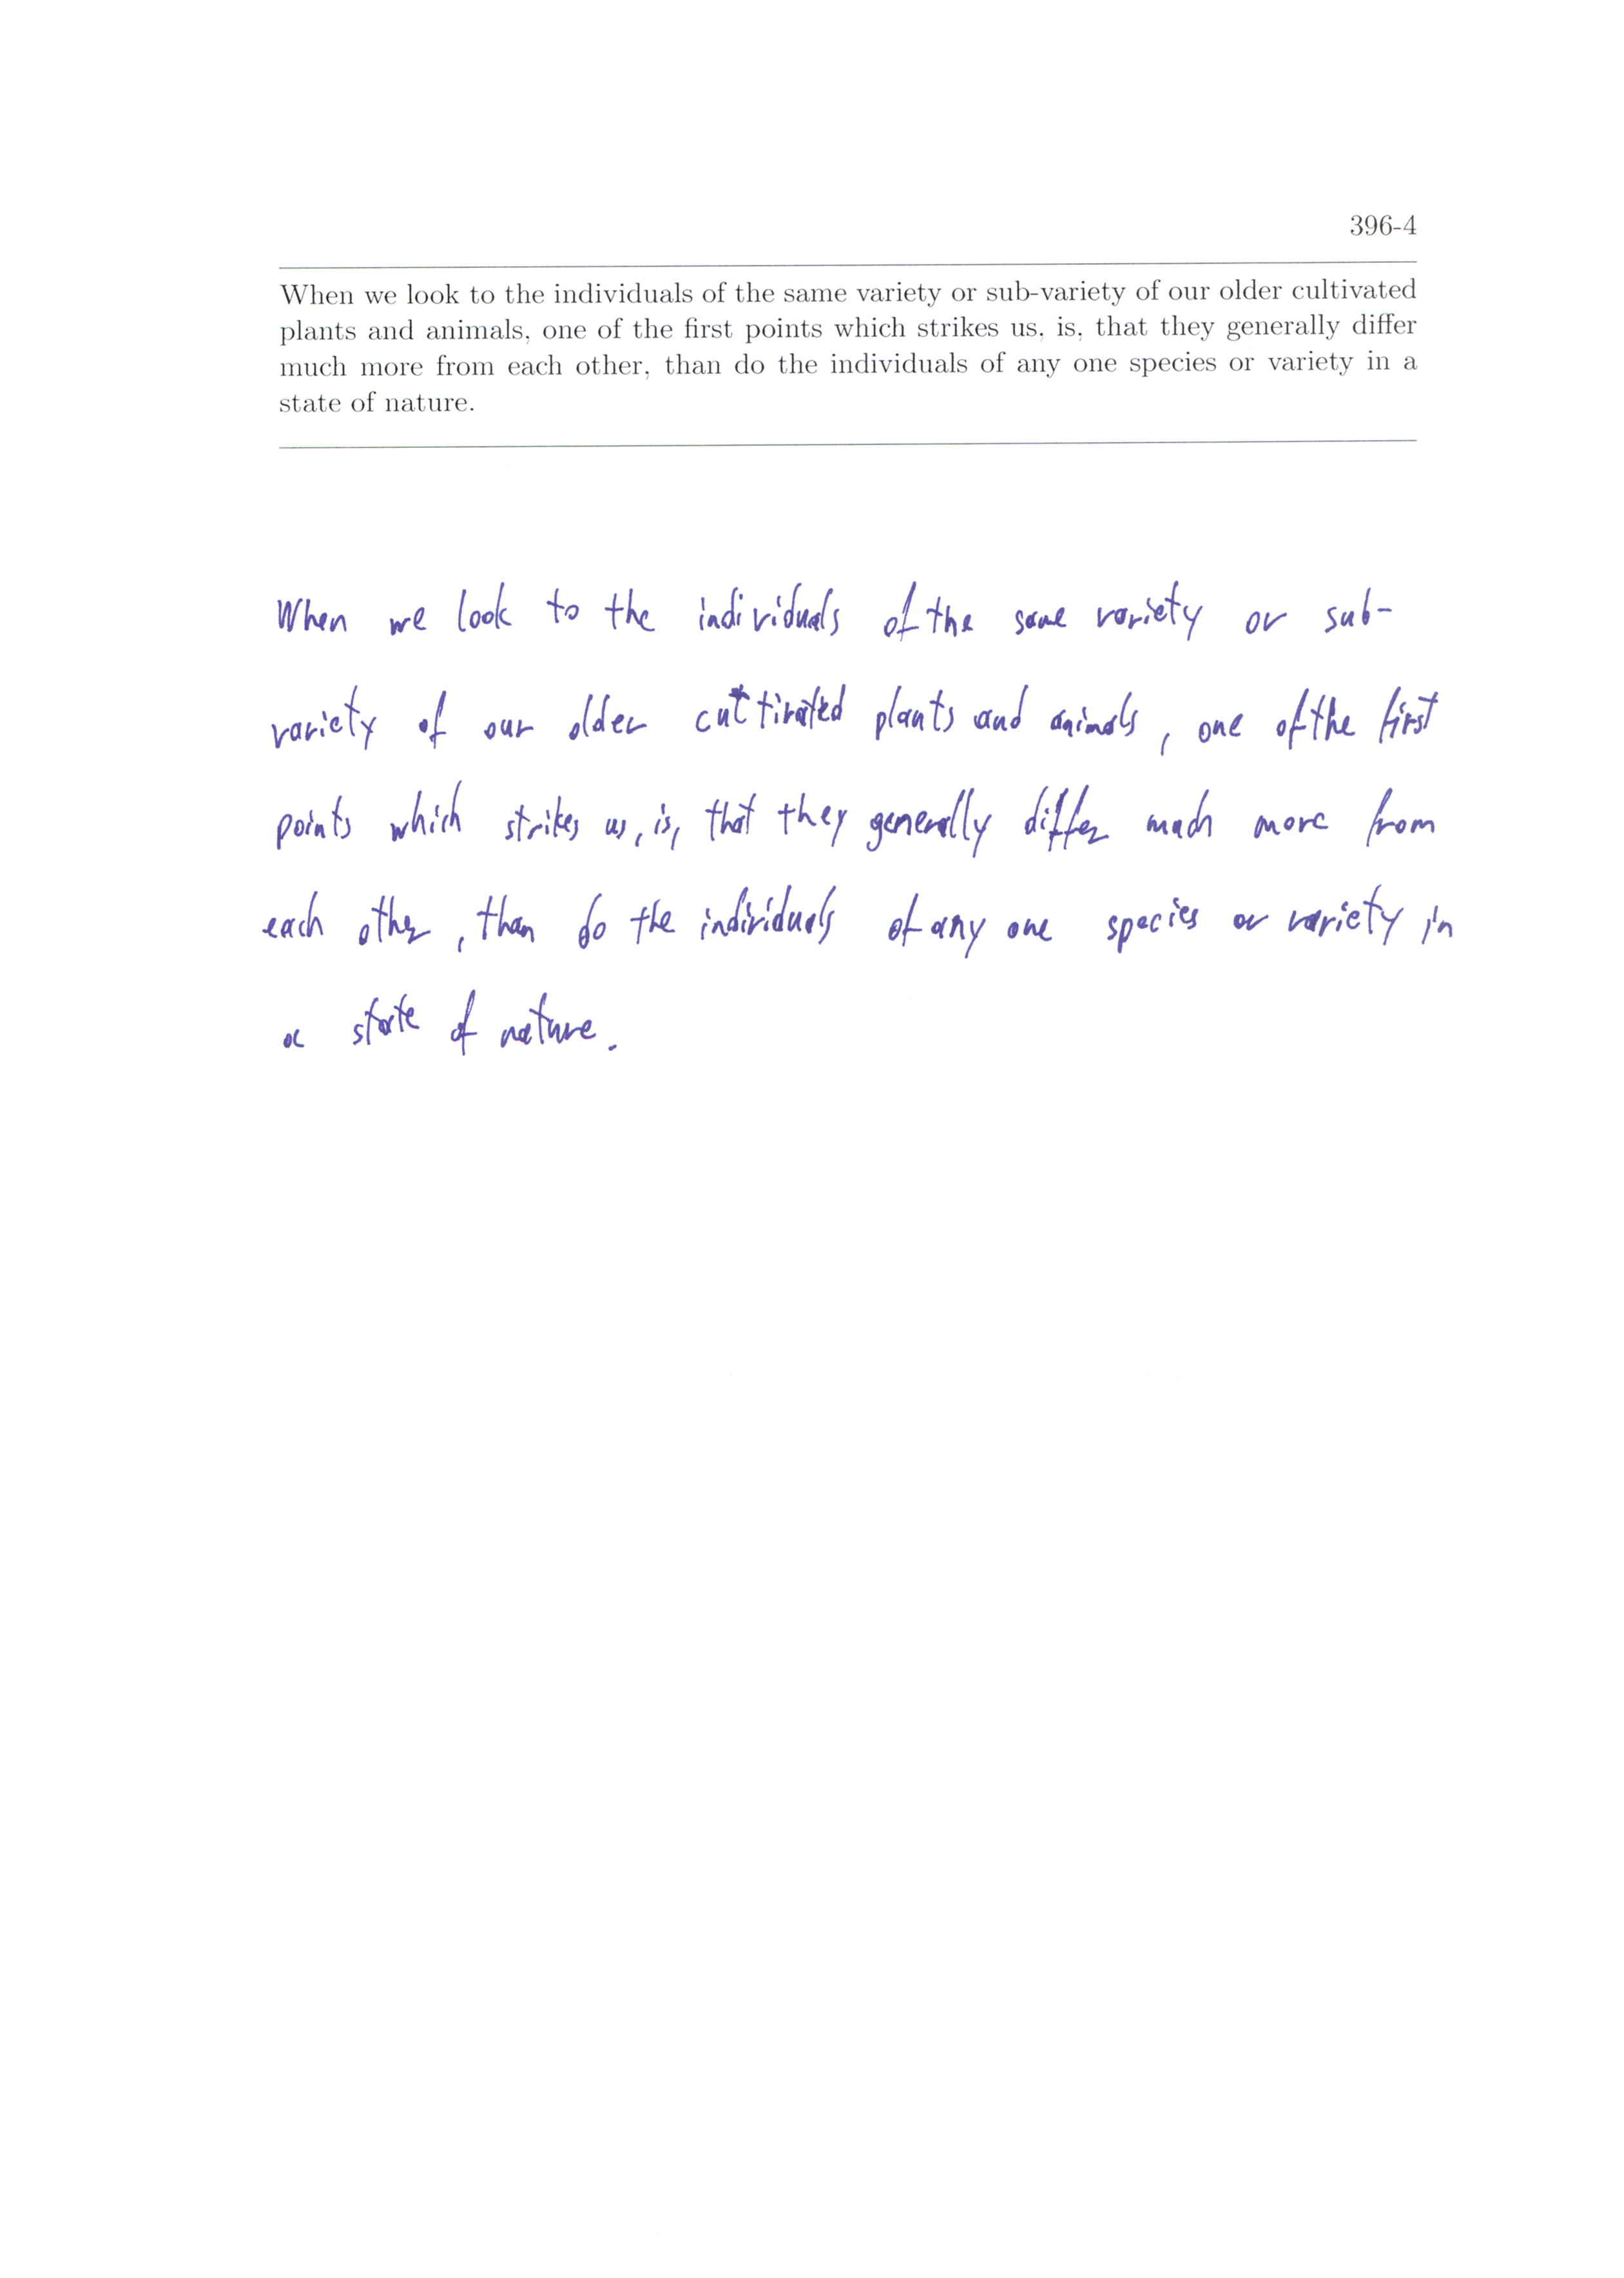 396-4
When we look to the individuals of the same variety or sub-variety of our older cultivated
plants and animals, one of the first points which strikes us, is, that they generally differ
much more from each other, than do the individuals of any one species or variety in a
state of nature.
When we look to the individuals of the same variety or sub-
variety of our older cultivated plants and animals, one of the first
points which strikes us, is, that they generally differ much more from
each other, than do the individuals of any one species or variety in
a state of nature.